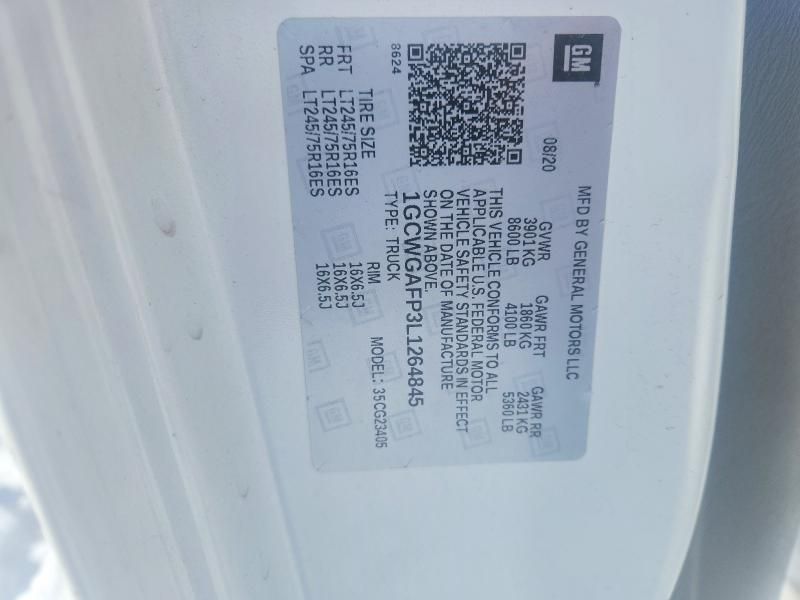 GM
MFD BY GENERAL MOTORS LLC
08/20
GVWR GAWR FRT GAWR RR
3901 KG 1860 KG 2431 KG
8600 LB 4100 LB 5360 LB
THIS VEHICLE CONFORMS TO ALL
APPLICABLE U.S. FEDERAL MOTOR
VEHICLE SAFETY STANDARDS IN EFFECT
ON THE DATE OF MANUFACTURE
SHOWN ABOVE.
1GCWGAFP3L1264845
8624 TYPE: TRUCK MODEL: 35CG23405
TIRE SIZE RIM
FRT LT245/75R16ES 16X6.5J
RR LT245/75R16ES 16X6.5J
SPA LT245/75R16ES 16X6.5J